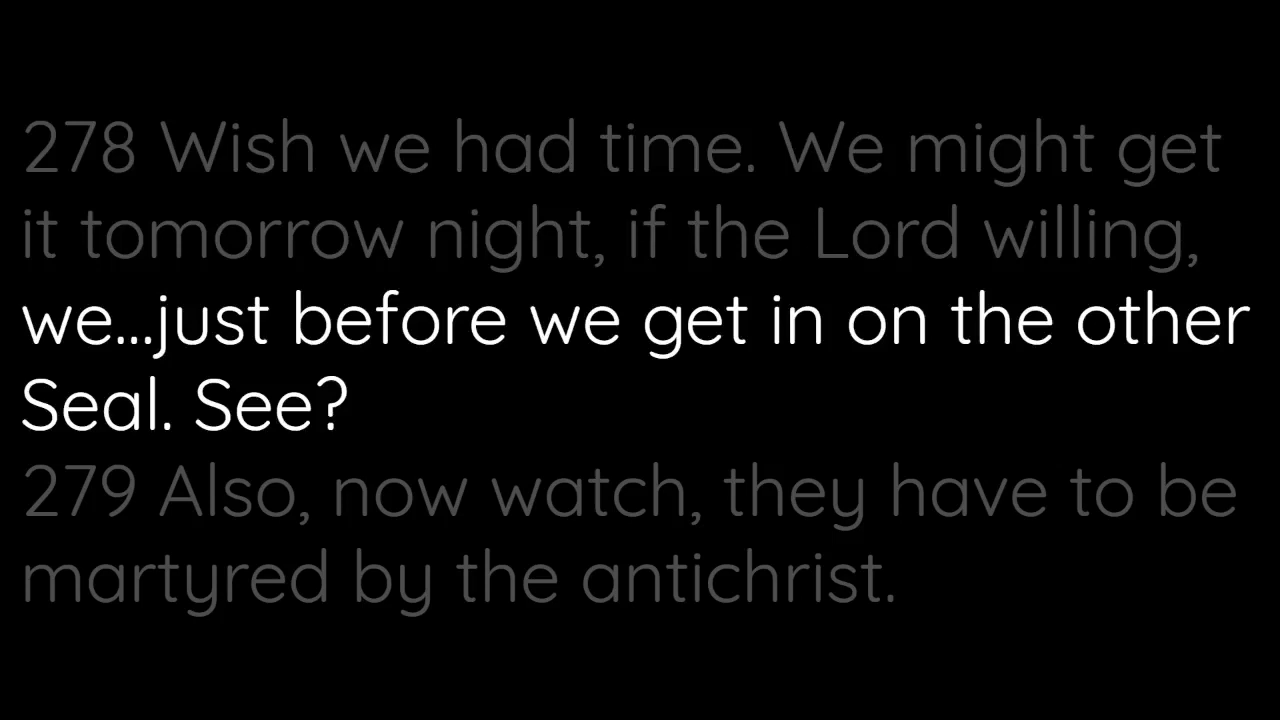 278 Wish we had time. We might get
it tomorrow night, if the Lord willing,
we...just before we get in on the other
Seal. See?
279 Also, now watch, they have to be
martyred by the antichrist.